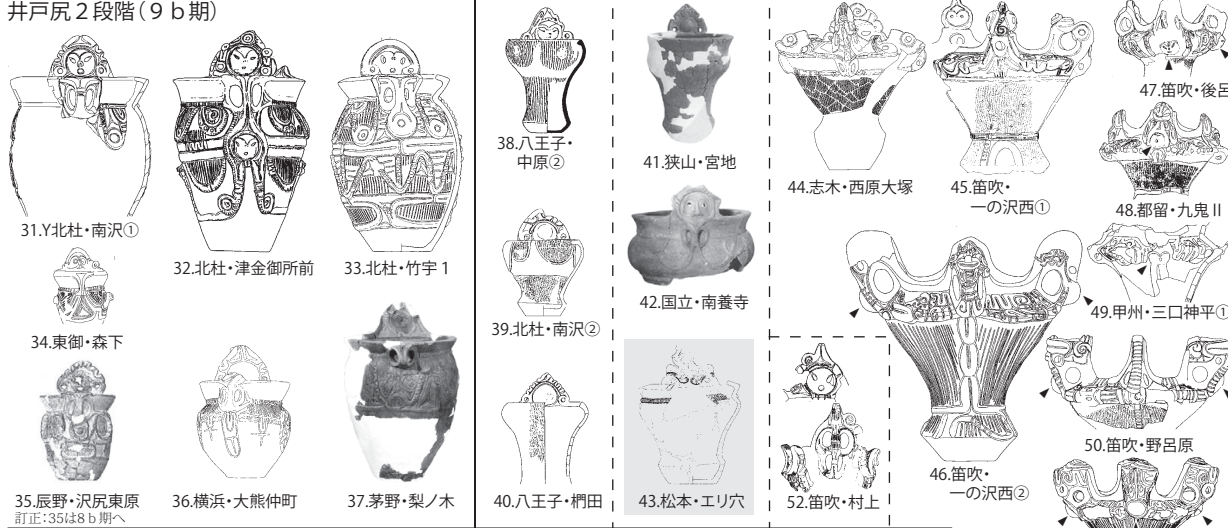 井戸尻２段階（９ｂ期）
31.Y北杜・南沢①
32.北杜・津金御所前
33.北杜・竹宇１
34.東御・森下
35.辰野・沢尻東原
訂正：35は8ｂ期へ
36.横浜・大熊仲町
37.茅野・梨ノ木
38.八王子・
中原②
39.北杜・南沢②
40.八王子・椚田
41.狭山・宮地
42.国立・南養寺
43.松本・エリ穴
44.志木・西原大塚
45.笛吹・
一の沢西①
46.笛吹・
一の沢西②
47.笛吹・後呂
48.都留・九鬼Ⅱ
49.甲州・三口神平①
50.笛吹・野呂原
52.笛吹・村上